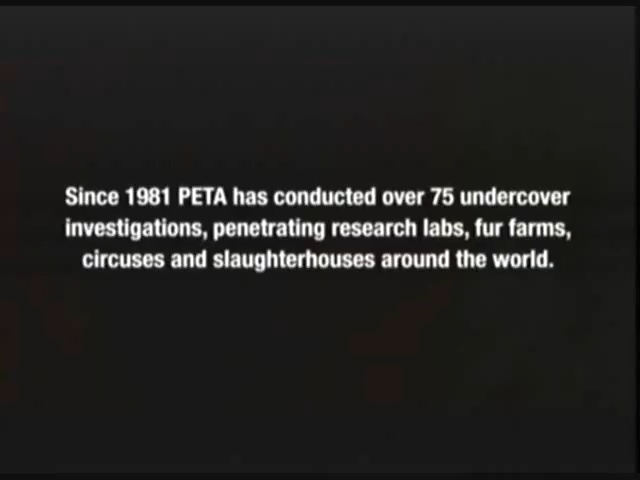 Since 1981 PETA has conducted over 75 undercover
investigations, penetrating research labs, fur farms,
circuses and slaughterhouses around the world.